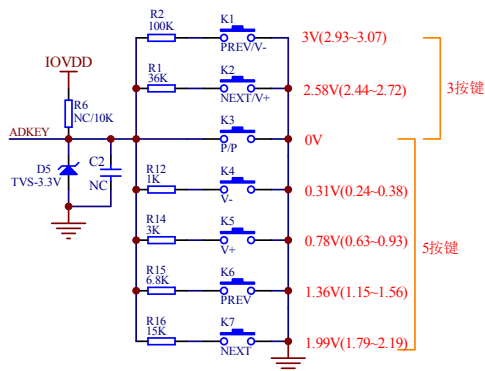 R2
100K
K1
PREV/V-
3V(2.93~3.07)
IOVDD
R1
36K
K2
NEXT/V+
2.58V(2.44~2.72)
3按键
R6
NC/10K
ADKEY
K3
P/P
0V
D5
TVS-3.3V
C2
NC
R12
1K
K4
V-
0.31V(0.24~0.38)
R14
3K
K5
V+
0.78V(0.63~0.93)
5按键
R15
6.8K
K6
PREV
1.36V(1.15~1.56)
R16
15K
K7
NEXT
1.99V(1.79~2.19)